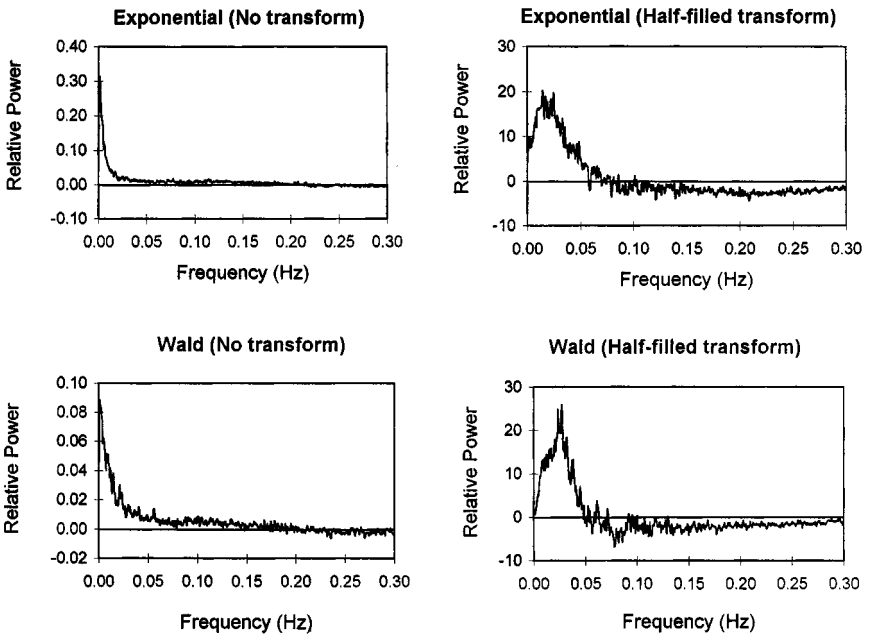 Exponential (No transform)
0.40
0.30
0.20
0.10
0.00
-0.10
Relative Power
0.00 0.05 0.10 0.15 0.20 0.25 0.30
Frequency (Hz)
Exponential (Half-filled transform)
30
20
10
0
-10
Relative Power
0.00 0.05 0.10 0.15 0.20 0.25 0.30
Frequency (Hz)
Wald (No transform)
0.10
0.08
0.06
0.04
0.02
0.00
-0.02
Relative Power
0.00 0.05 0.10 0.15 0.20 0.25 0.30
Frequency (Hz)
Wald (Half-filled transform)
30
20
10
0
-10
Relative Power
0.00 0.05 0.10 0.15 0.20 0.25 0.30
Frequency (Hz)